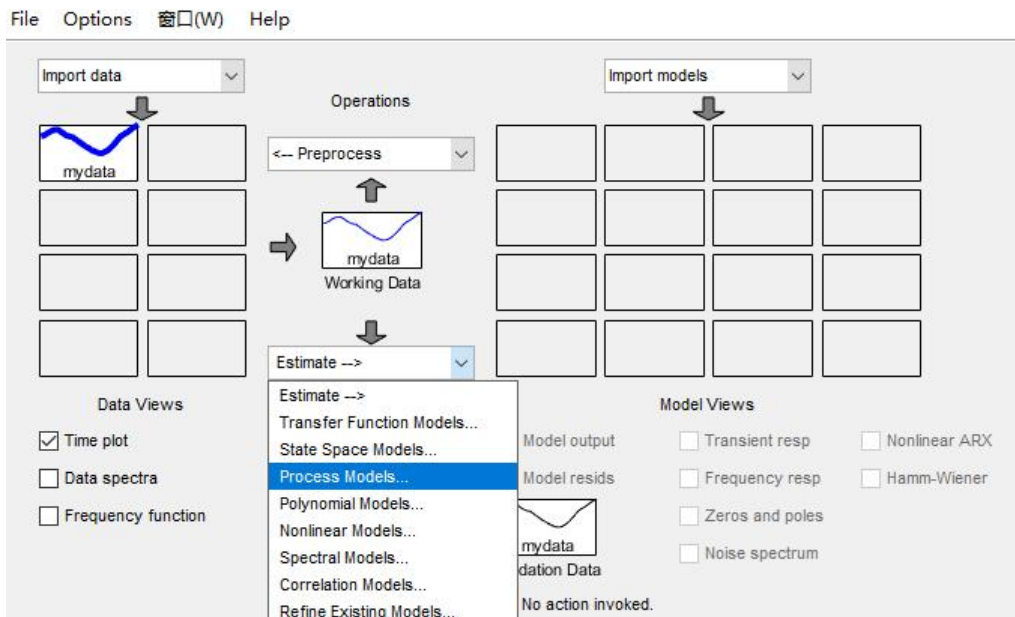 File Options 窗口(W) Help
Import data
Import models
Operations
mydata
<-- Preprocess
mydata
Working Data
Estimate -->
Estimate -->
Transfer Function Models...
State Space Models...
Process Models...
Polynomial Models...
Nonlinear Models...
Spectral Models...
Correlation Models...
Refine Existing Models...
Data Views
Time plot
Data spectra
Frequency function
Model Views
Model output
Transient resp
Nonlinear ARX
Model resids
Frequency resp
Hamm-Wiener
Zeros and poles
Noise spectrum
mydata
dation Data
No action invoked.